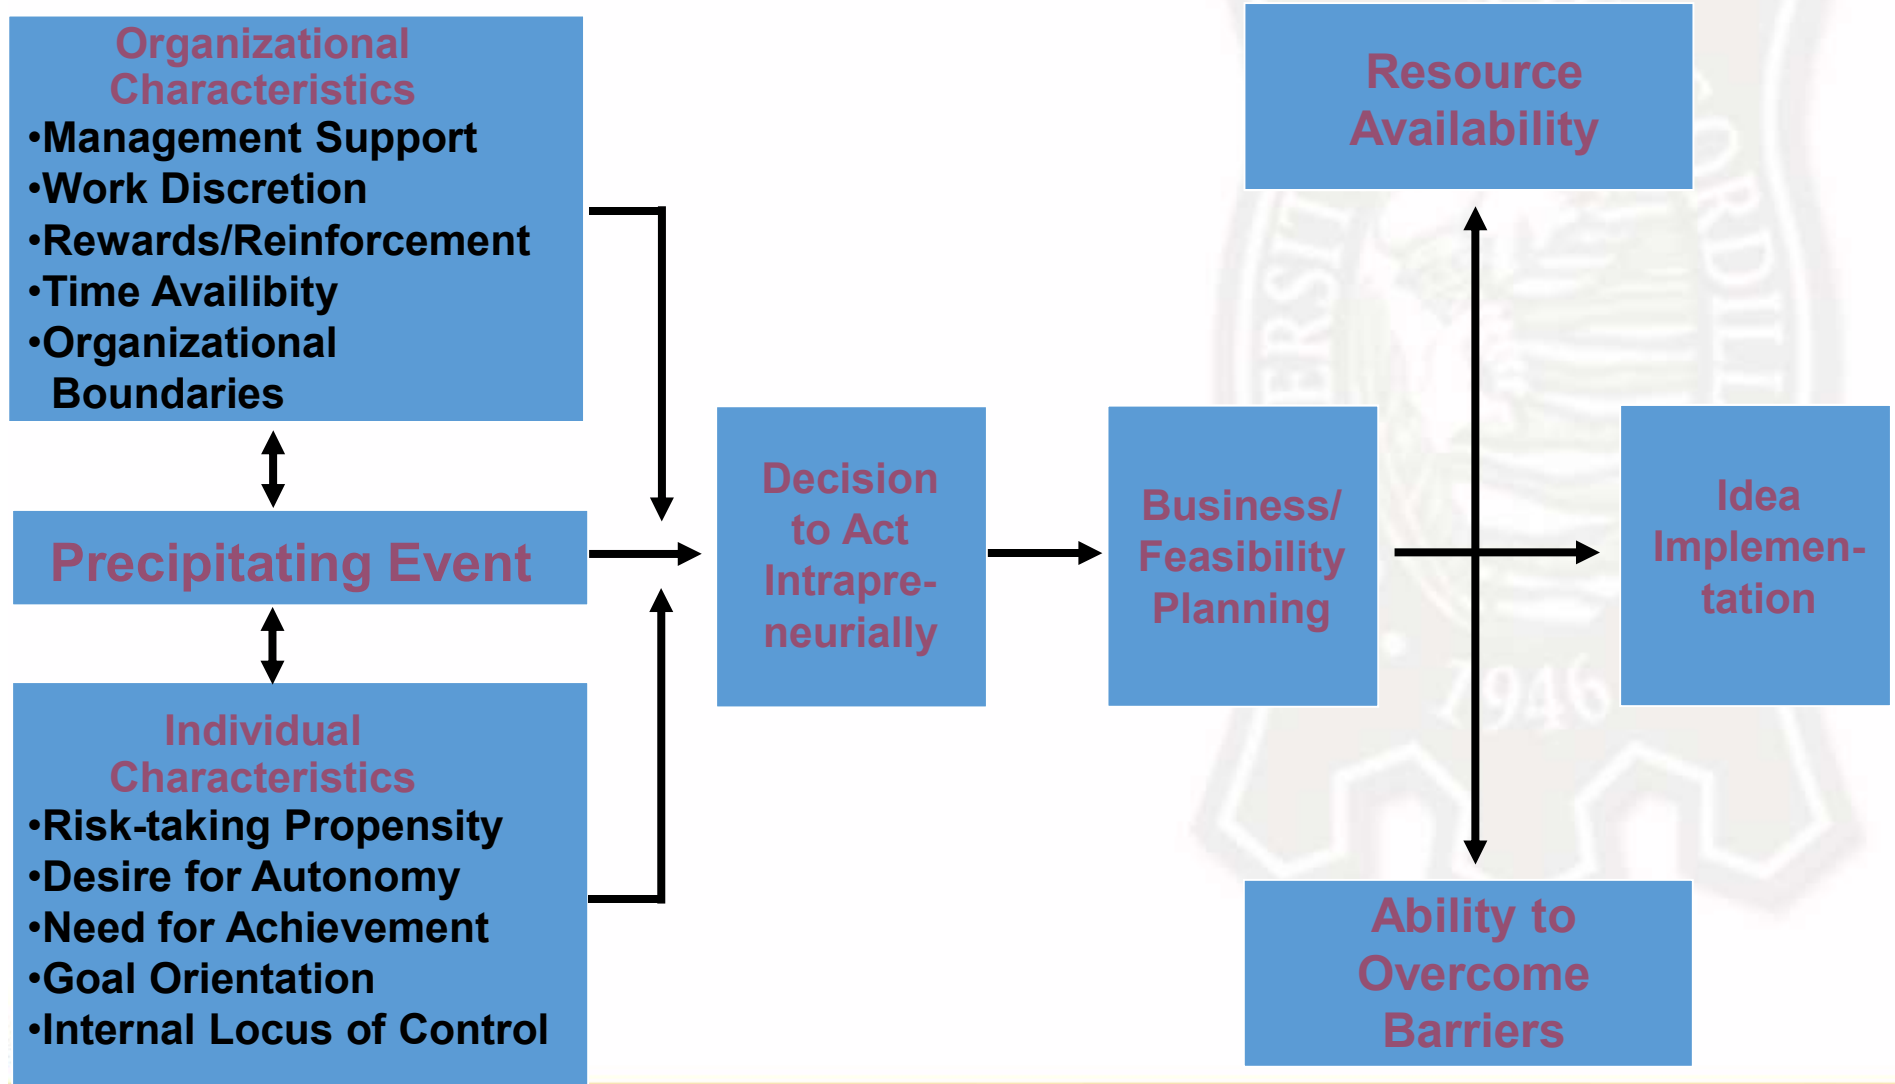 Organizational
Characteristics
•Management Support
•Work Discretion
•Rewards/Reinforcement
•Time Availibity
•Organizational
Boundaries
Precipitating Event
Individual
Characteristics
•Risk-taking Propensity
•Desire for Autonomy
•Need for Achievement
•Goal Orientation
•Internal Locus of Control
Decision
to Act
Intrapre-
neurially
Business/
Feasibility
Planning
Resource
Availability
Ability to
Overcome
Barriers
Idea
Implemen-
tation
1946